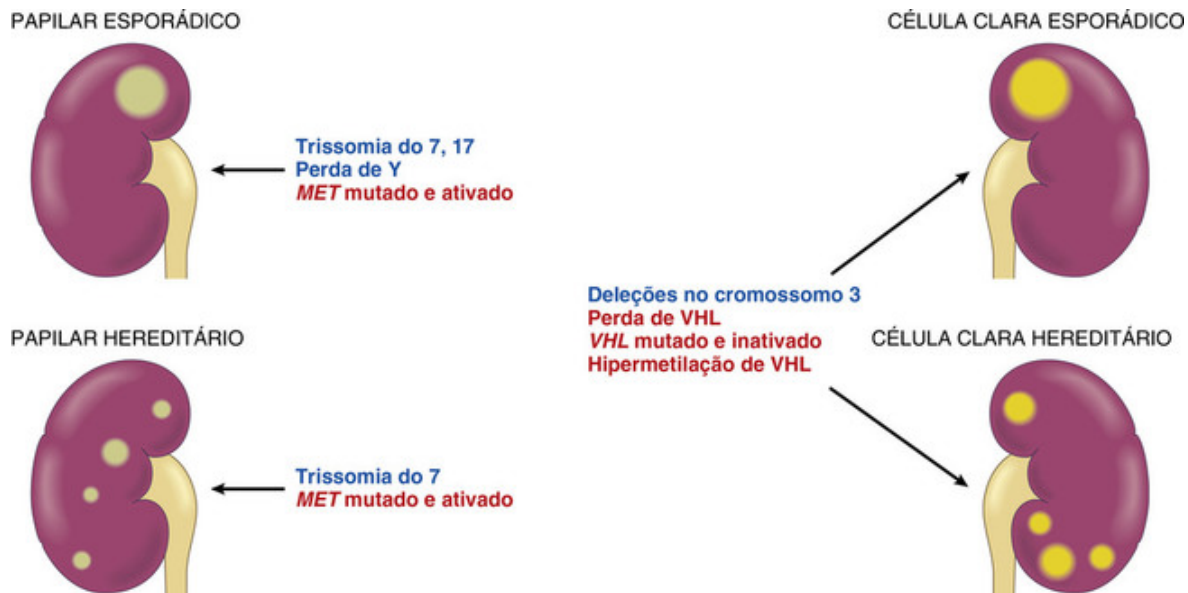 PAPILAR ESPORÁDICO
Trissomia do 7, 17
Perda de Y
MET mutado e ativado
PAPILAR HEREDITÁRIO
Trissomia do 7
MET mutado e ativado
CÉLULA CLARA ESPORÁDICO
Deleções no cromossomo 3
Perda de VHL
VHL mutado e inativado
Hipermetilação de VHL
CÉLULA CLARA HEREDITÁRIO